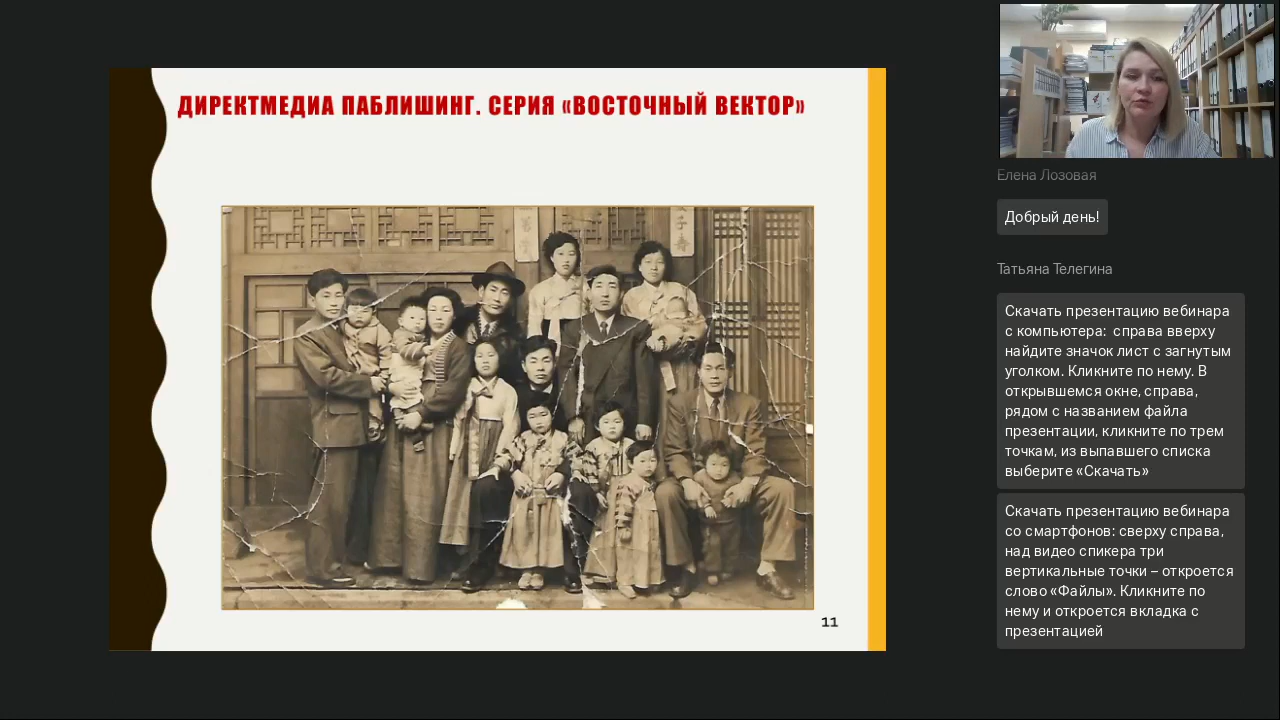 ДИРЕКТМЕДИА ПАБЛИШИНГ. СЕРИЯ «ВОСТОЧНЫЙ ВЕКТОР»
11
Елена Лозовая
Добрый день!
Татьяна Телегина
Скачать презентацию вебинара
с компьютера:  справа вверху
найдите значок лист с загнутым
уголком. Кликните по нему. В
открывшемся окне, справа,
рядом с названием файла
презентации, кликните по трем
точкам, из выпавшего списка
выберите «Скачать»
Скачать презентацию вебинара
со смартфонов: сверху справа,
над видео спикера три
вертикальные точки – откроется
слово «Файлы». Кликните по
нему и откроется вкладка с
презентацией